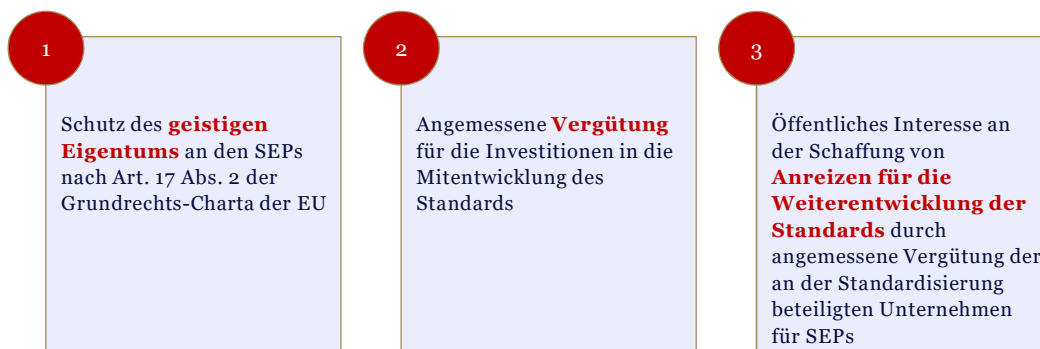 1
Schutz des geistigen
Eigentums an den SEPs
nach Art. 17 Abs. 2 der
Grundrechts-Charta der EU
2
Angemessene Vergütung
für die Investitionen in die
Mitentwicklung des
Standards
3
Öffentliches Interesse an
der Schaffung von
Anreizen für die
Weiterentwicklung der
Standards durch
angemessene Vergütung der
an der Standardisierung
beteiligten Unternehmen
für SEPs